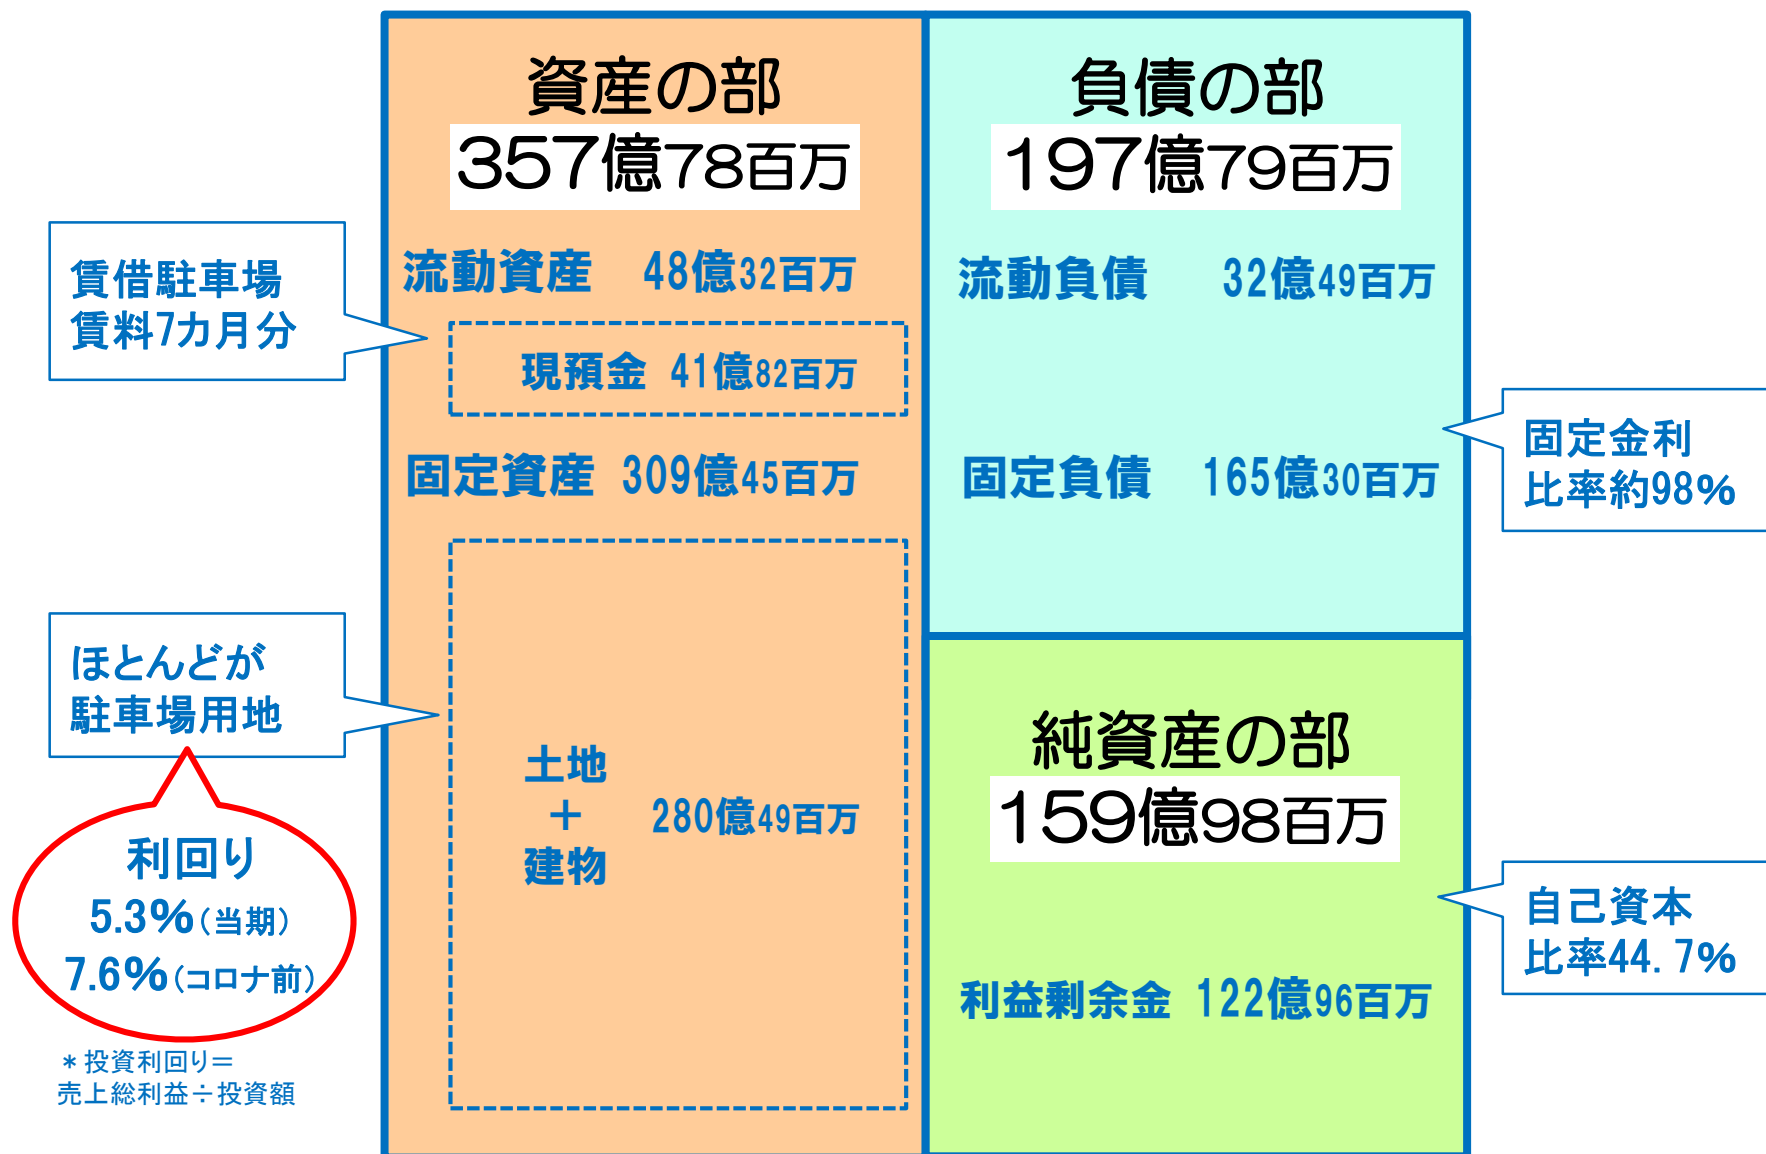 資産の部
357億78百万
流動資産 48億32百万
現預金 41億82百万
固定資産 309億45百万
土地
＋
建物
280億49百万
負債の部
197億79百万
流動負債 32億49百万
固定負債 165億30百万
純資産の部
159億98百万
利益剰余金 122億96百万
賃借駐車場
賃料7カ月分
ほとんどが
駐車場用地
利回り
5.3%（当期）
7.6%（コロナ前）
＊投資利回り＝
売上総利益÷投資額
固定金利
比率約98%
自己資本
比率44.7%